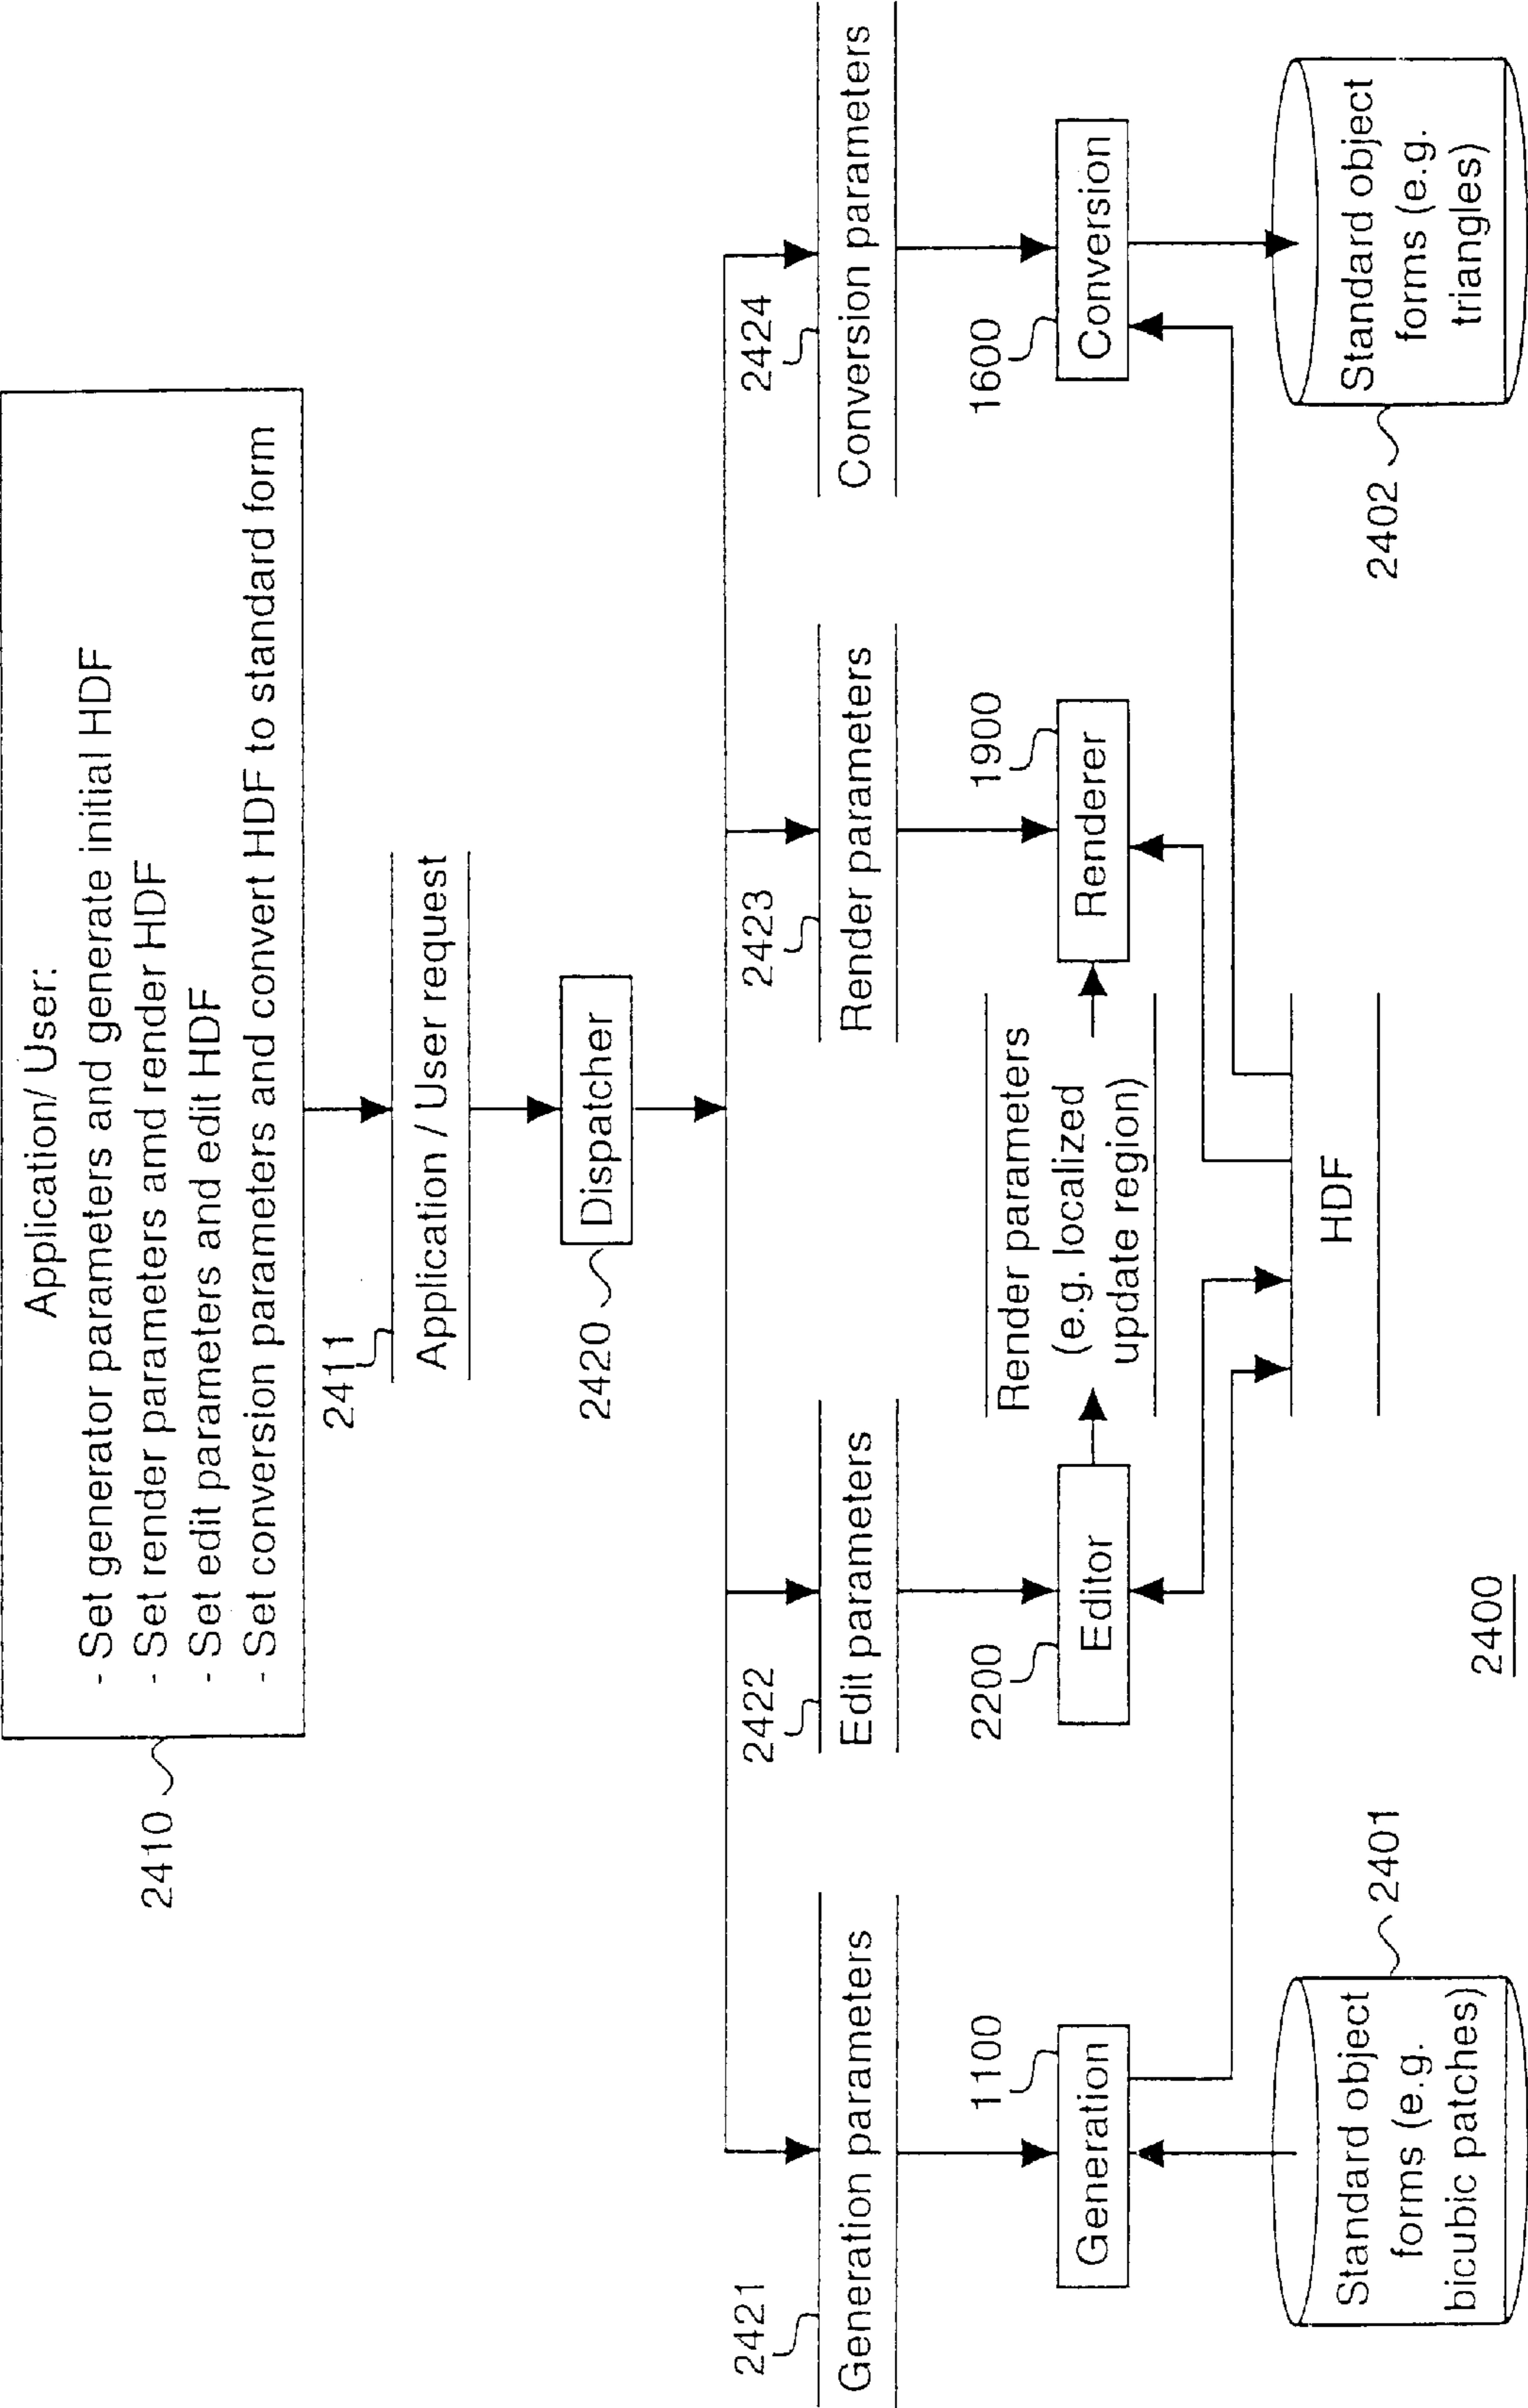 Application/ User:
- Set generator parameters and generate initial HDF
- Set render parameters amd render HDF
- Set edit parameters and edit HDF
- Set conversion parameters and convert HDF to standard form
2410
2411
Application / User request
2420
Dispatcher
2421
Generation parameters
2422
Edit parameters
2423
Render parameters
2424
Conversion parameters
1100
Generation
2200
Editor
Render parameters
(e.g. localized
update region)
1900
Renderer
1600
Conversion
Standard object
forms (e.g.
bicubic patches)
2401
HDF
2402
Standard object
forms (e.g.
triangles)
2400